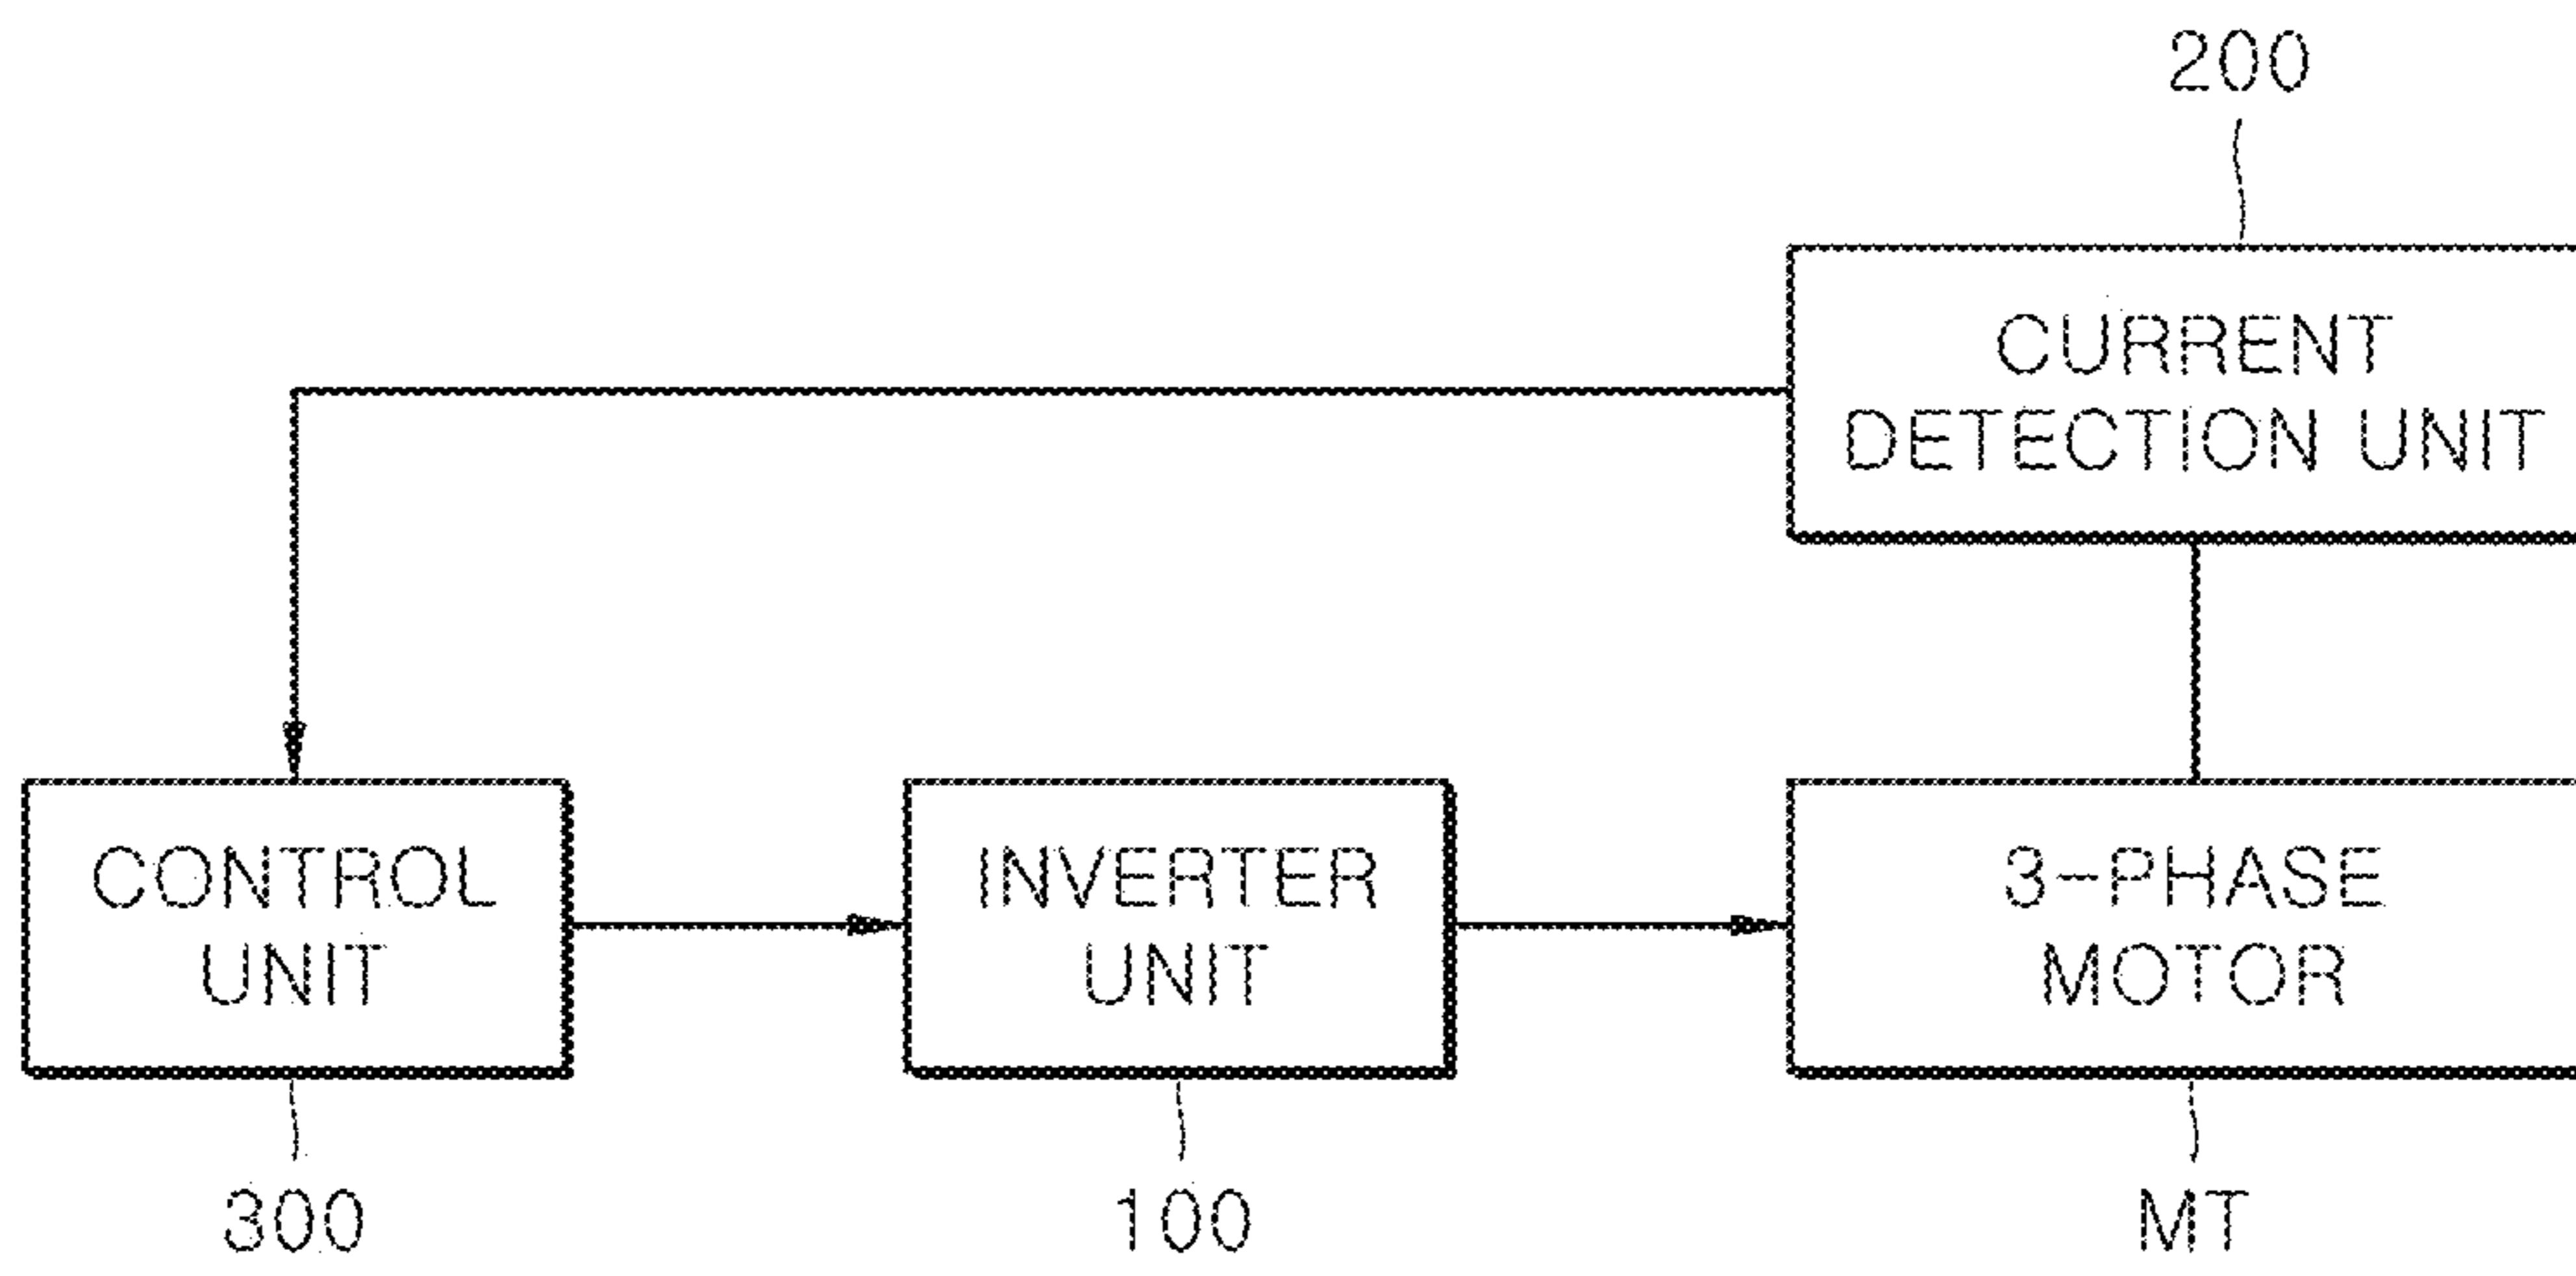 200
CURRENT
DETECTION UNIT
CONTROL
UNIT
INVERTER
UNIT
3-PHASE
MOTOR
300
100
MT